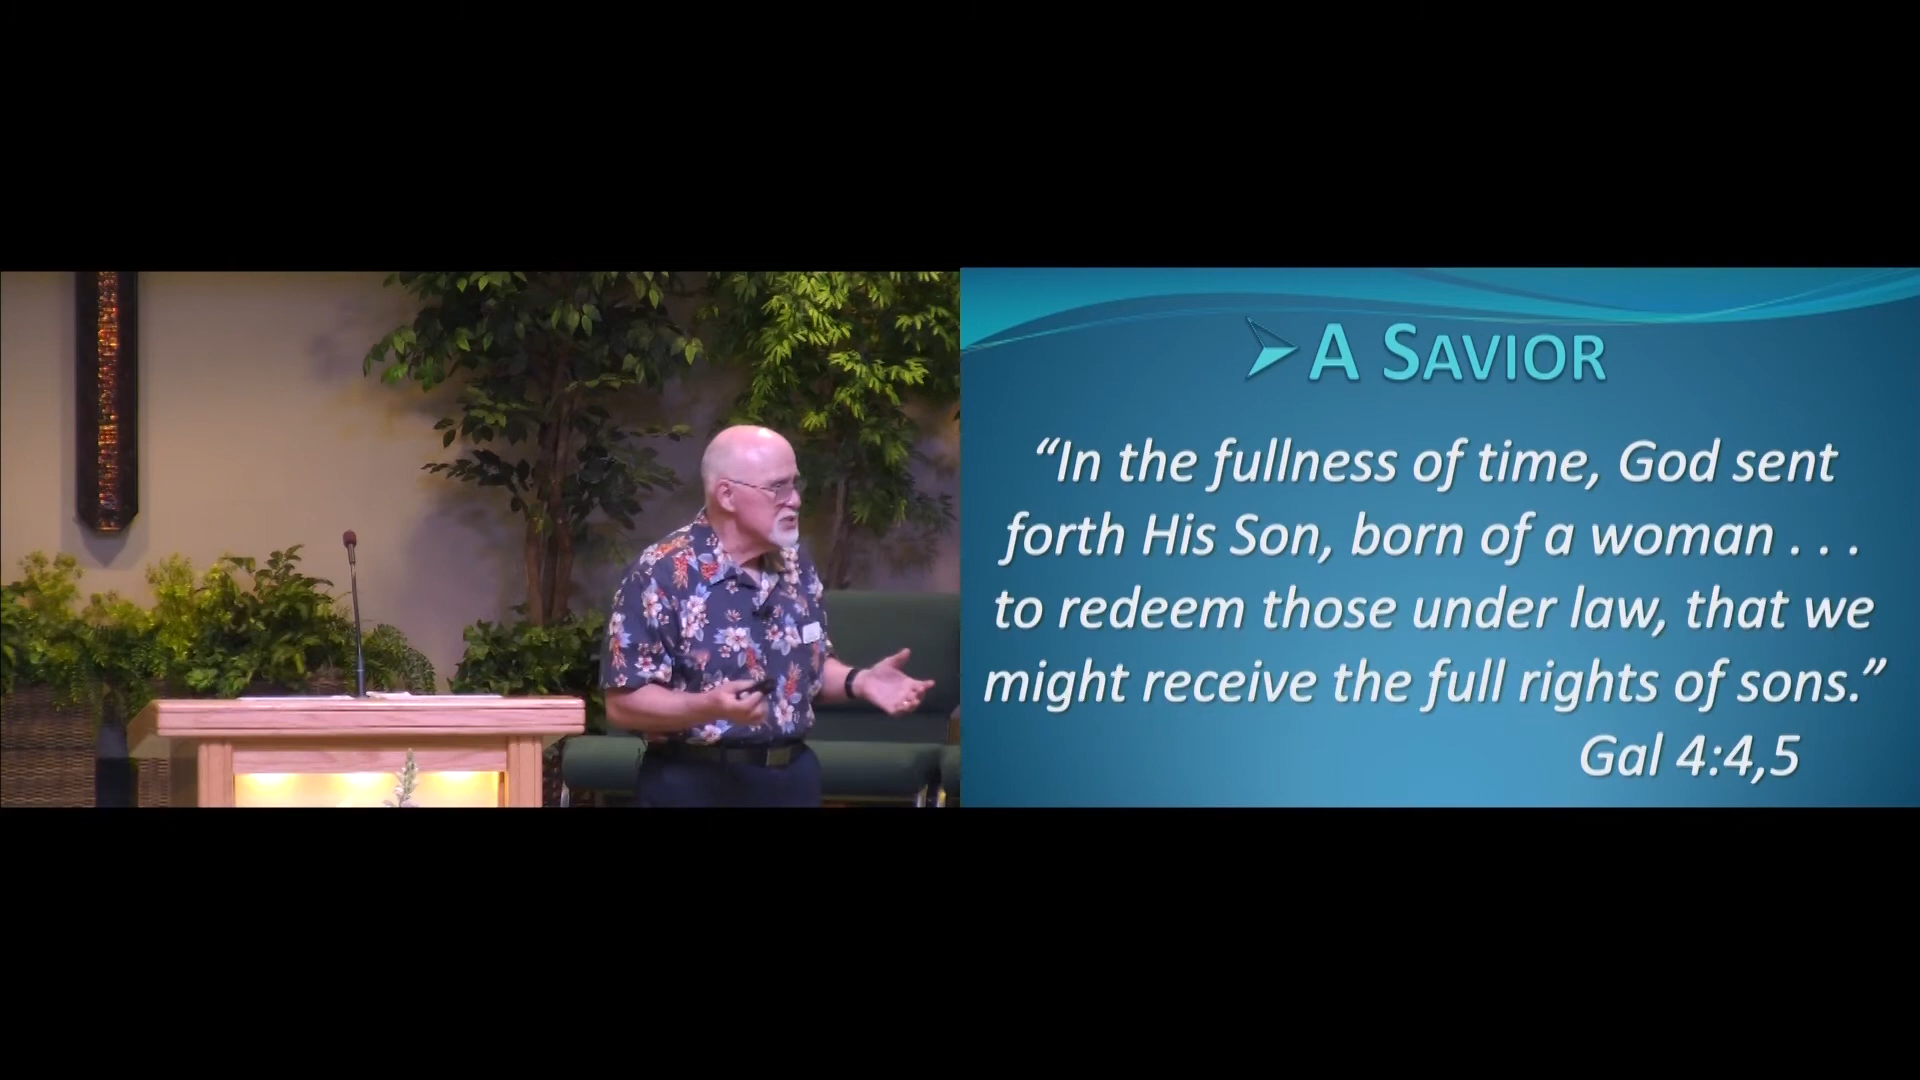 A SAVIOR
“In the fullness of time, God sent
forth His Son, born of a woman . . .
to redeem those under law, that we
might receive the full rights of sons.”
Gal 4:4,5